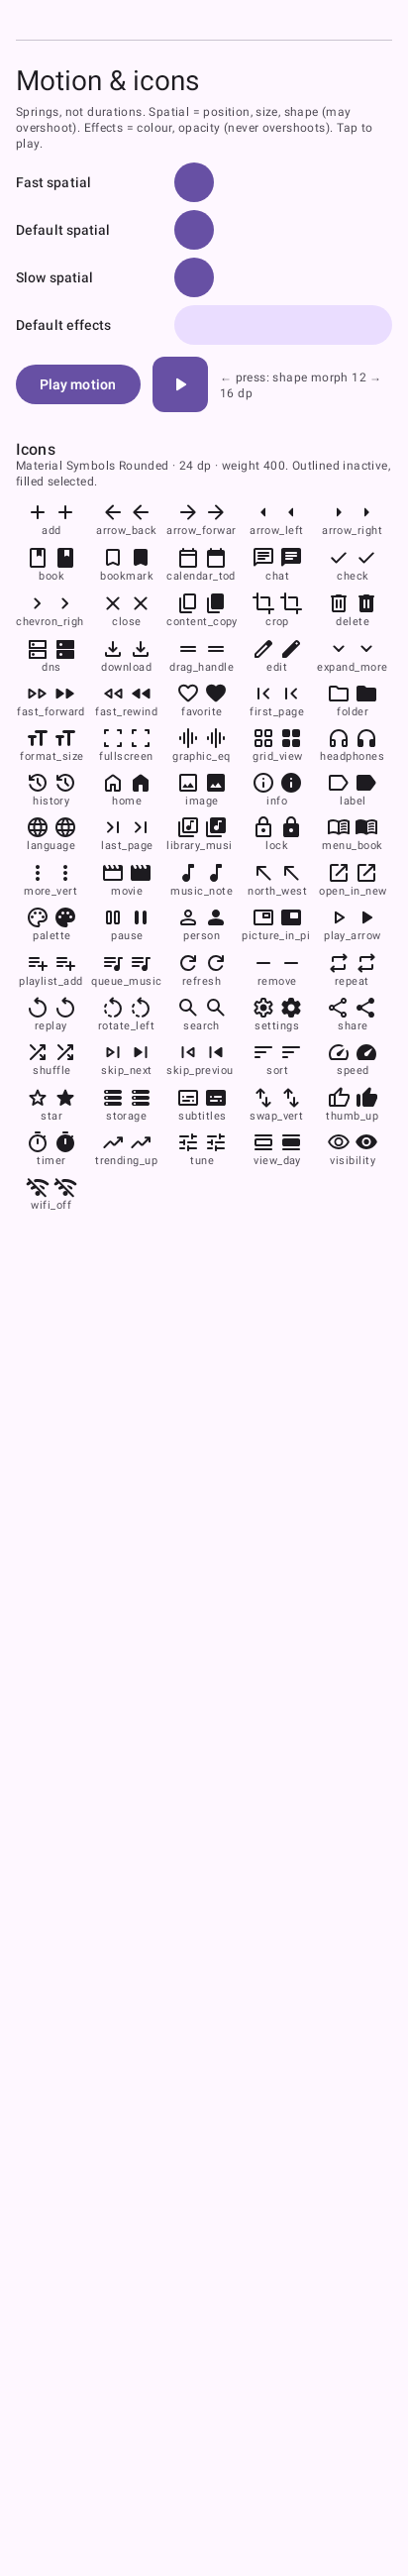 Motion & icons
Springs, not durations. Spatial = position, size, shape (may
overshoot). Effects = colour, opacity (never overshoots). Tap to
play.
Fast spatial
Default spatial
Slow spatial
Default effects
Play motion
← press: shape morph 12 →
16 dp
Icons
Material Symbols Rounded · 24 dp · weight 400. Outlined inactive,
filled selected.
add arrow_back arrow_forwar arrow_left arrow_right
book bookmark calendar_tod chat check
chevron_righ close content_copy crop delete
dns download drag_handle edit expand_more
fast_forward fast_rewind favorite first_page folder
format_size fullscreen graphic_eq grid_view headphones
history home image info label
language last_page library_musi lock menu_book
more_vert movie music_note north_west open_in_new
palette pause person picture_in_pi play_arrow
playlist_add queue_music refresh remove repeat
replay rotate_left search settings share
shuffle skip_next skip_previou sort speed
star storage subtitles swap_vert thumb_up
timer trending_up tune view_day visibility
wifi_off